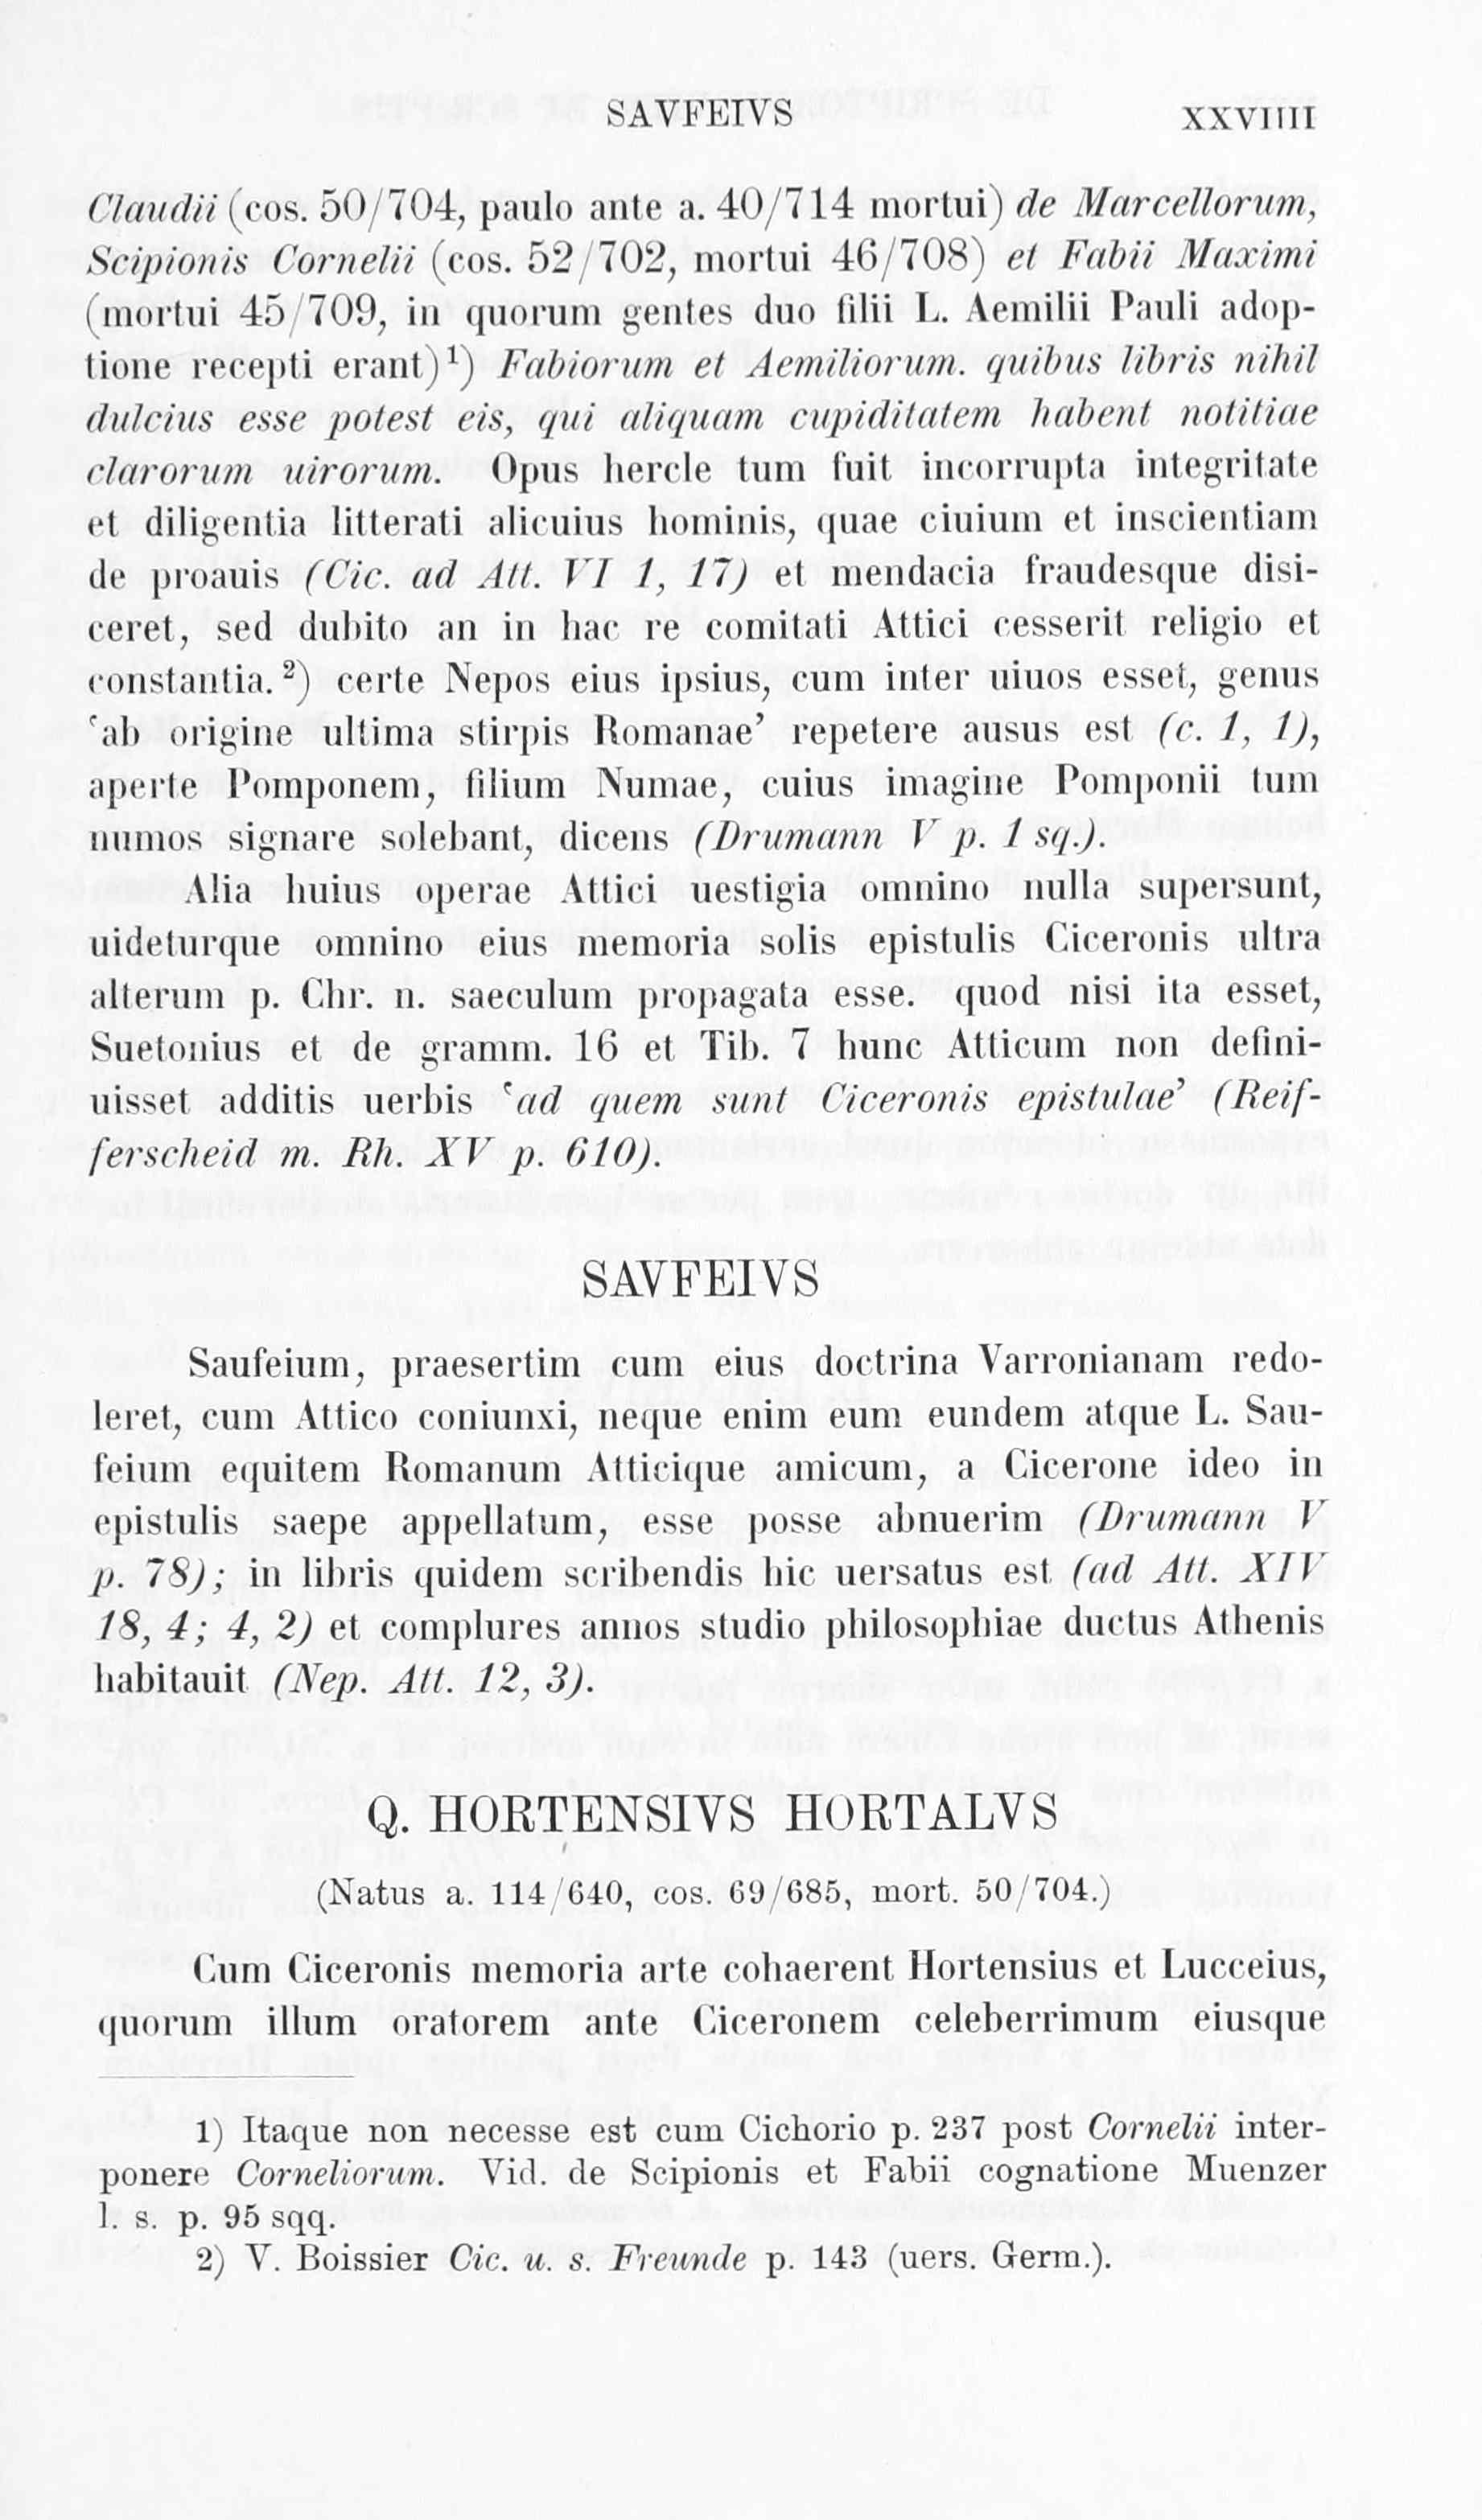 SAVFEIVS XXVIIII
Claudii (cos. 50/704, paulo ante a. 40/714 mortui) de Marcellorum,
Scipionis Cornelii (cos. 52/702, mortui 46/708) et Fabii Maximi
(mortui 45/709, in quorum gentes duo filii L. Aemilii Pauli adop-
tione recepti erant)¹) Fabiorum et Aemiliorum. quibus libris nihil
dulcius esse potest eis, qui aliquam cupiditatem habent notitiae
clarorum uirorum. Opus hercle tum fuit incorrupta integritate
et diligentia litterati alicuius hominis, quae ciuium et inscientiam
de proauis (Cic. ad Att. VI 1, 17) et mendacia fraudesque disi-
ceret, sed dubito an in hac re comitati Attici cesserit religio et
constantia.²) certe Nepos eius ipsius, cum inter uiuos esset, genus
‘ab origine ultima stirpis Romanae’ repetere ausus est (c. 1, 1),
aperte Pomponem, filium Numae, cuius imagine Pomponii tum
numos signare solebant, dicens (Drumann V p. 1 sq.).
Alia huius operae Attici uestigia omnino nulla supersunt,
uideturque omnino eius memoria solis epistulis Ciceronis ultra
alterum p. Chr. n. saeculum propagata esse. quod nisi ita esset,
Suetonius et de gramm. 16 et Tib. 7 hunc Atticum non defini-
uisset additis uerbis ‘ad quem sunt Ciceronis epistulae’ (Reif-
ferscheid m. Rh. XV p. 610).
SAVFEIVS
Saufeium, praesertim cum eius doctrina Varronianam redo-
leret, cum Attico coniunxi, neque enim eum eundem atque L. Sau-
feium equitem Romanum Atticique amicum, a Cicerone ideo in
epistulis saepe appellatum, esse posse abnuerim (Drumann V
p. 78); in libris quidem scribendis hic uersatus est (ad Att. XIV
18, 4; 4, 2) et complures annos studio philosophiae ductus Athenis
habitauit (Nep. Att. 12, 3).
Q. HORTENSIVS HORTALVS
(Natus a. 114/640, cos. 69/685, mort. 50/704.)
Cum Ciceronis memoria arte cohaerent Hortensius et Lucceius,
quorum illum oratorem ante Ciceronem celeberrimum eiusque
1) Itaque non necesse est cum Cichorio p. 237 post Cornelii inter-
ponere Corneliorum. Vid. de Scipionis et Fabii cognatione Muenzer
l. s. p. 95 sqq.
2) V. Boissier Cic. u. s. Freunde p. 143 (uers. Germ.).